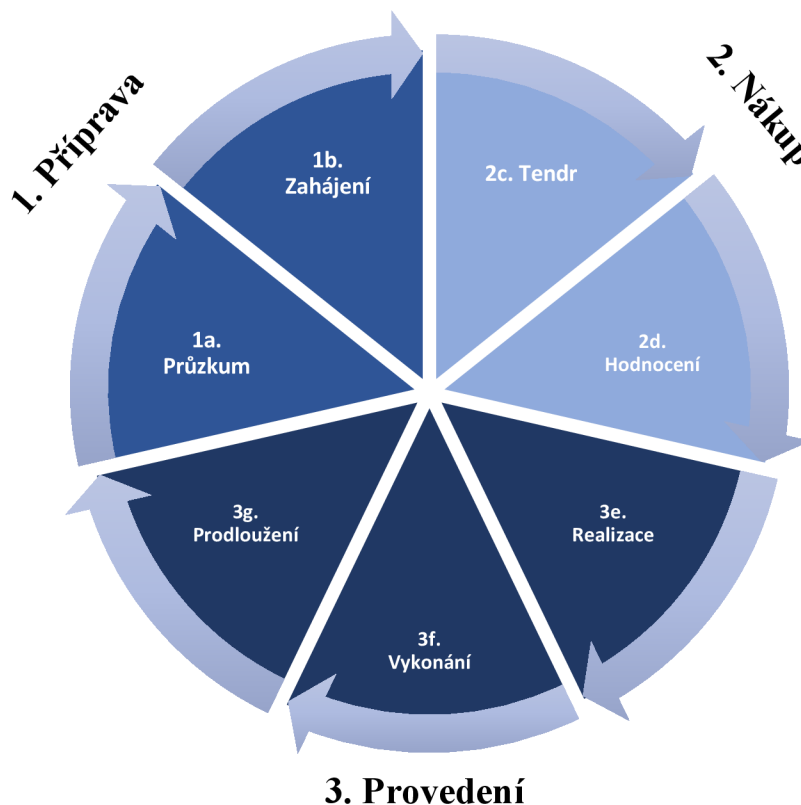 1. Příprava
1a.
Průzkum
1b.
Zahájení
2. Nákup
2c. Tendr
2d.
Hodnocení
3. Provedení
3e.
Realizace
3f.
Vykonání
3g.
Prodloužení